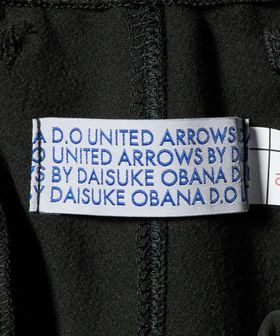 A D.O UNITED ARROWS
UNITED ARROWS BY D
S BY DAISUKE OBANA
DAISUKE OBANA D.O U